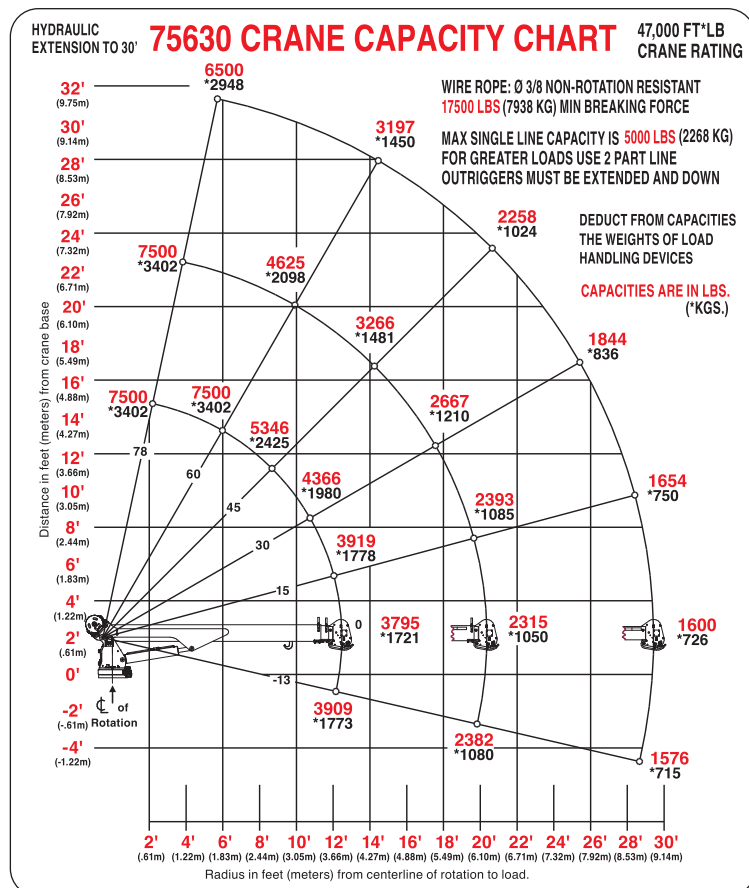 HYDRAULIC
EXTENSION TO 30'
75630 CRANE CAPACITY CHART
47,000 FT*LB
CRANE RATING
WIRE ROPE: Ø 3/8 NON-ROTATION RESISTANT
17500 LBS (7938 KG) MIN BREAKING FORCE
MAX SINGLE LINE CAPACITY IS 5000 LBS (2268 KG)
FOR GREATER LOADS USE 2 PART LINE
OUTRIGGERS MUST BE EXTENDED AND DOWN
DEDUCT FROM CAPACITIES
THE WEIGHTS OF LOAD
HANDLING DEVICES
CAPACITIES ARE IN LBS.
(*KGS.)
Distance in feet (meters) from crane base
32'
(9.75m)
30'
(9.14m)
28'
(8.53m)
26'
(7.92m)
24'
(7.32m)
22'
(6.71m)
20'
(6.10m)
18'
(5.49m)
16'
(4.88m)
14'
(4.27m)
12'
(3.66m)
10'
(3.05m)
8'
(2.44m)
6'
(1.83m)
4'
(1.22m)
2'
(.61m)
0'
-2'
(-.61m)
-4'
(-1.22m)
6500
*2948
3197
*1450
2258
*1024
1844
*836
1654
*750
1600
*726
1576
*715
7500
*3402
4625
*2098
3266
*1481
2667
*1210
2393
*1085
2315
*1050
2382
*1080
7500
*3402
7500
*3402
5346
*2425
4366
*1980
3919
*1778
3795
*1721
3909
*1773
78
60
45
30
15
0
-13
℄ of
Rotation
2' 4' 6' 8' 10' 12' 14' 16' 18' 20' 22' 24' 26' 28' 30'
(.61m) (1.22m) (1.83m) (2.44m) (3.05m) (3.66m) (4.27m) (4.88m) (5.49m) (6.10m) (6.71m) (7.32m) (7.92m) (8.53m) (9.14m)
Radius in feet (meters) from centerline of rotation to load.